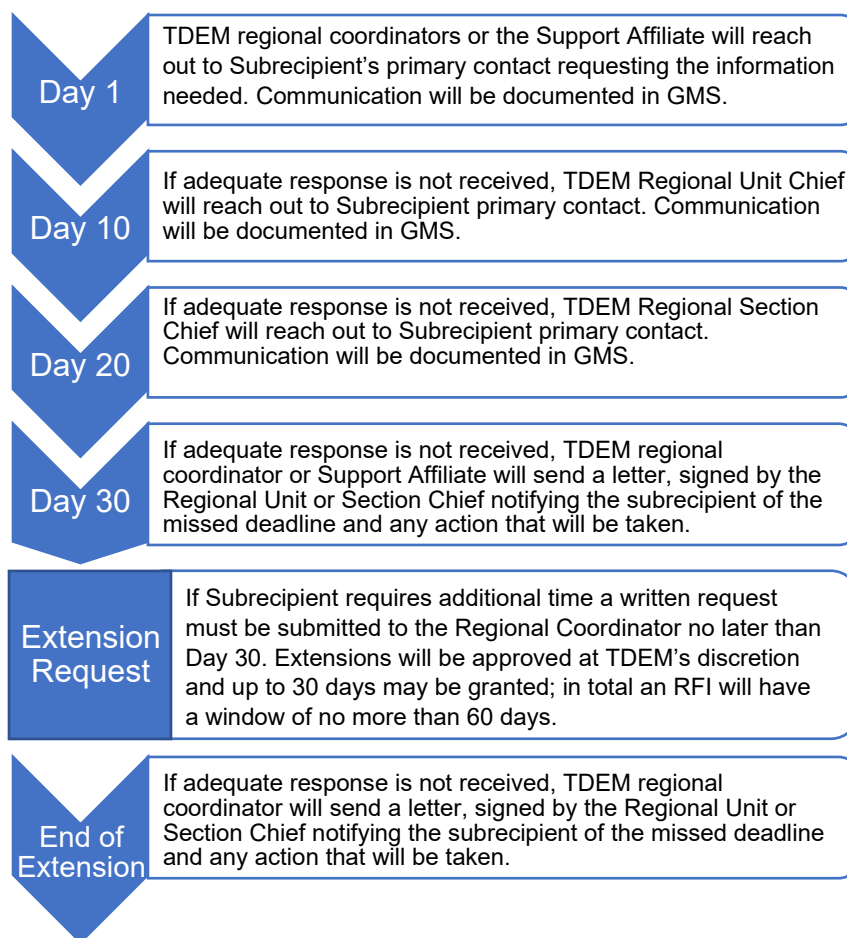 Day 1
TDEM regional coordinators or the Support Affiliate will reach
out to Subrecipient's primary contact requesting the information
needed. Communication will be documented in GMS.
Day 10
If adequate response is not received, TDEM Regional Unit Chief
will reach out to Subrecipient primary contact. Communication
will be documented in GMS.
Day 20
If adequate response is not received, TDEM Regional Section
Chief will reach out to Subrecipient primary contact.
Communication will be documented in GMS.
Day 30
If adequate response is not received, TDEM regional
coordinator or Support Affiliate will send a letter, signed by the
Regional Unit or Section Chief notifying the subrecipient of the
missed deadline and any action that will be taken.
Extension
Request
If Subrecipient requires additional time a written request
must be submitted to the Regional Coordinator no later than
Day 30. Extensions will be approved at TDEM's discretion
and up to 30 days may be granted; in total an RFI will have
a window of no more than 60 days.
End of
Extension
If adequate response is not received, TDEM regional
coordinator will send a letter, signed by the Regional Unit or
Section Chief notifying the subrecipient of the missed deadline
and any action that will be taken.